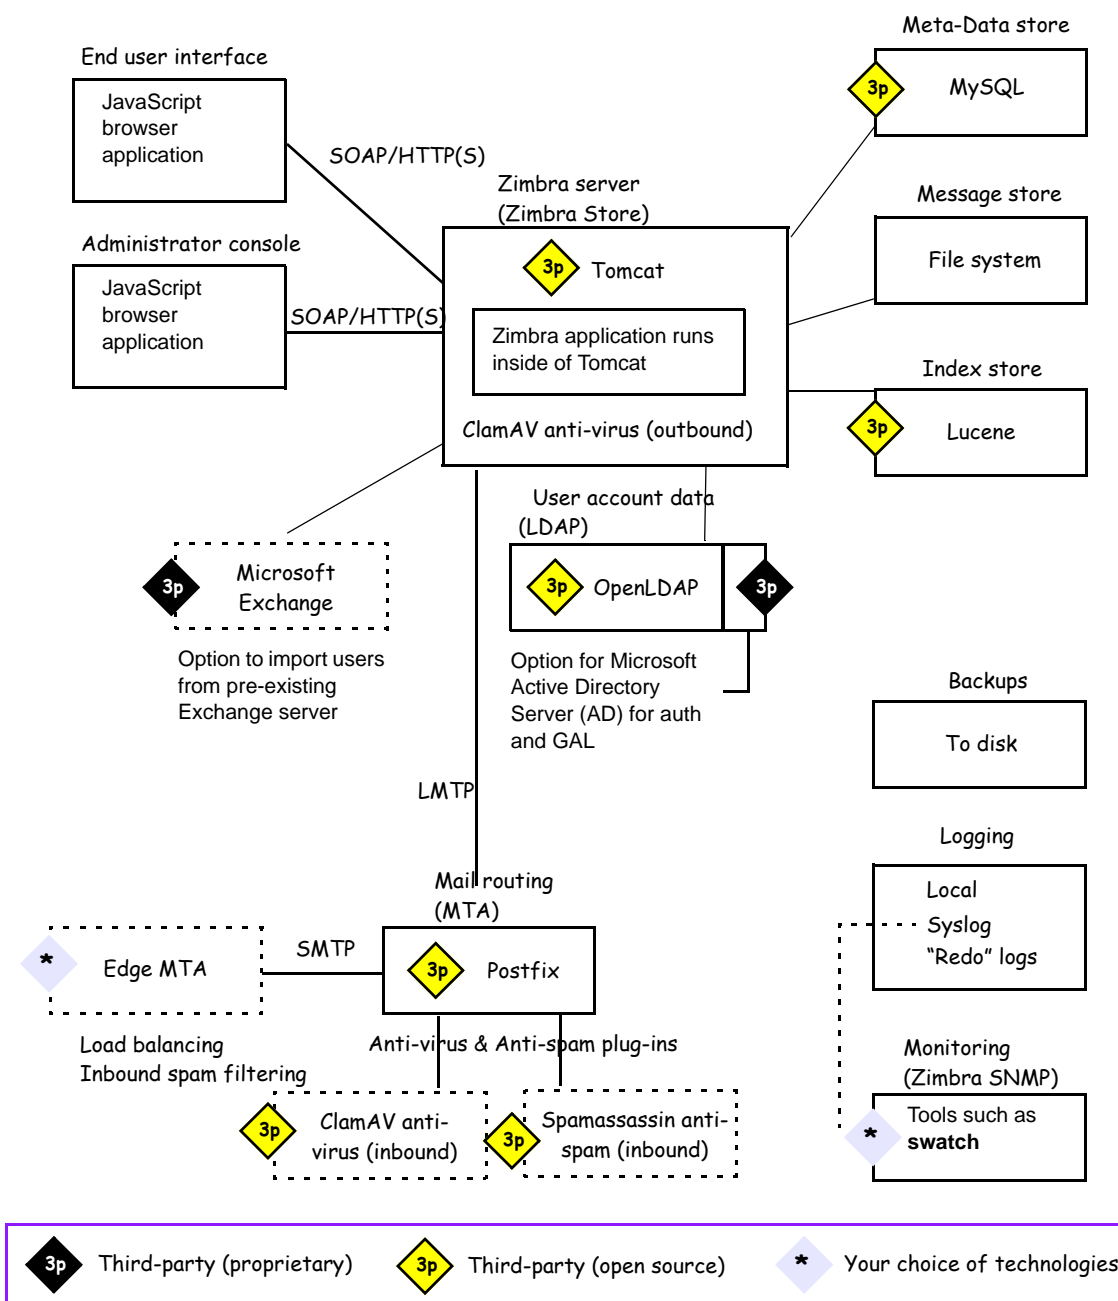 Meta-Data store
3p
MySQL
End user interface
JavaScript
browser
application
SOAP/HTTP(S)
Zimbra server
(Zimbra Store)
Message store
File system
Administrator console
JavaScript
browser
application
SOAP/HTTP(S)
3p
Tomcat
Zimbra application runs
inside of Tomcat
ClamAV anti-virus (outbound)
Index store
3p
Lucene
3p
Microsoft
Exchange
Option to import users
from pre-existing
Exchange server
User account data
(LDAP)
3p
OpenLDAP
3p
Option for Microsoft
Active Directory
Server (AD) for auth
and GAL
Backups
To disk
LMTP
Logging
Local
Syslog
“Redo” logs
Mail routing
(MTA)
3p
Postfix
SMTP
*
Edge MTA
Load balancing
Inbound spam filtering
Anti-virus & Anti-spam plug-ins
3p
ClamAV anti-
virus (inbound)
3p
Spamassassin anti-
spam (inbound)
Monitoring
(Zimbra SNMP)
*
Tools such as
swatch
3p
Third-party (proprietary)
3p
Third-party (open source)
*
Your choice of technologies